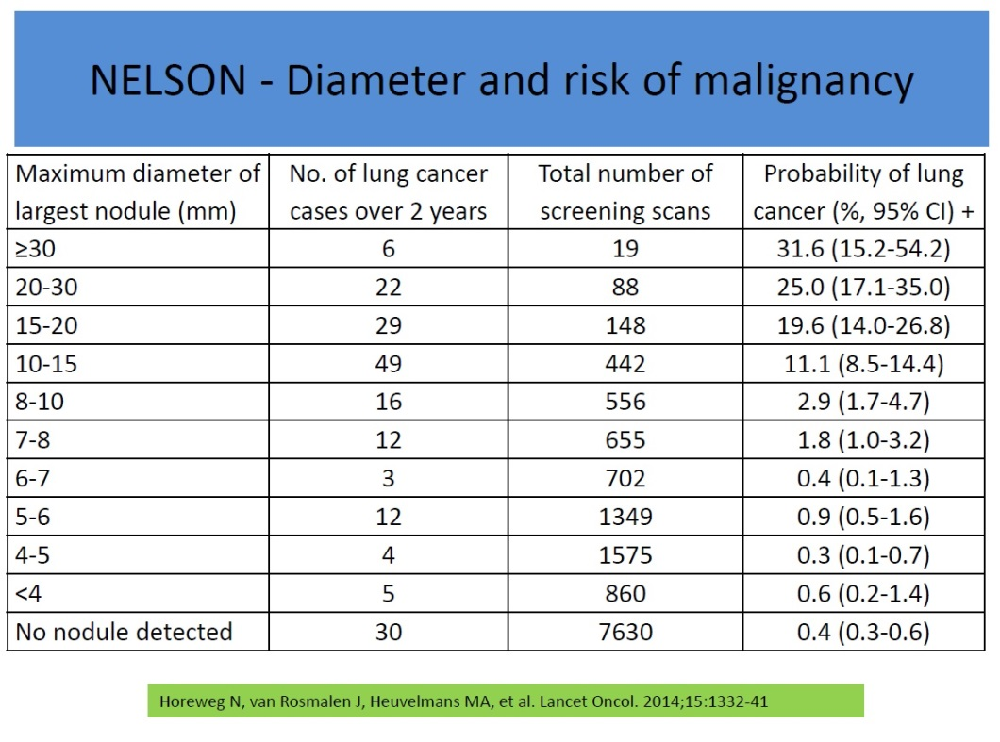 NELSON - Diameter and risk of malignancy
Maximum diameter of largest nodule (mm) No. of lung cancer cases over 2 years Total number of screening scans Probability of lung cancer (%, 95% CI) +
≥30 6 19 31.6 (15.2-54.2)
20-30 22 88 25.0 (17.1-35.0)
15-20 29 148 19.6 (14.0-26.8)
10-15 49 442 11.1 (8.5-14.4)
8-10 16 556 2.9 (1.7-4.7)
7-8 12 655 1.8 (1.0-3.2)
6-7 3 702 0.4 (0.1-1.3)
5-6 12 1349 0.9 (0.5-1.6)
4-5 4 1575 0.3 (0.1-0.7)
<4 5 860 0.6 (0.2-1.4)
No nodule detected 30 7630 0.4 (0.3-0.6)
Horeweg N, van Rosmalen J, Heuvelmans MA, et al. Lancet Oncol. 2014;15:1332-41